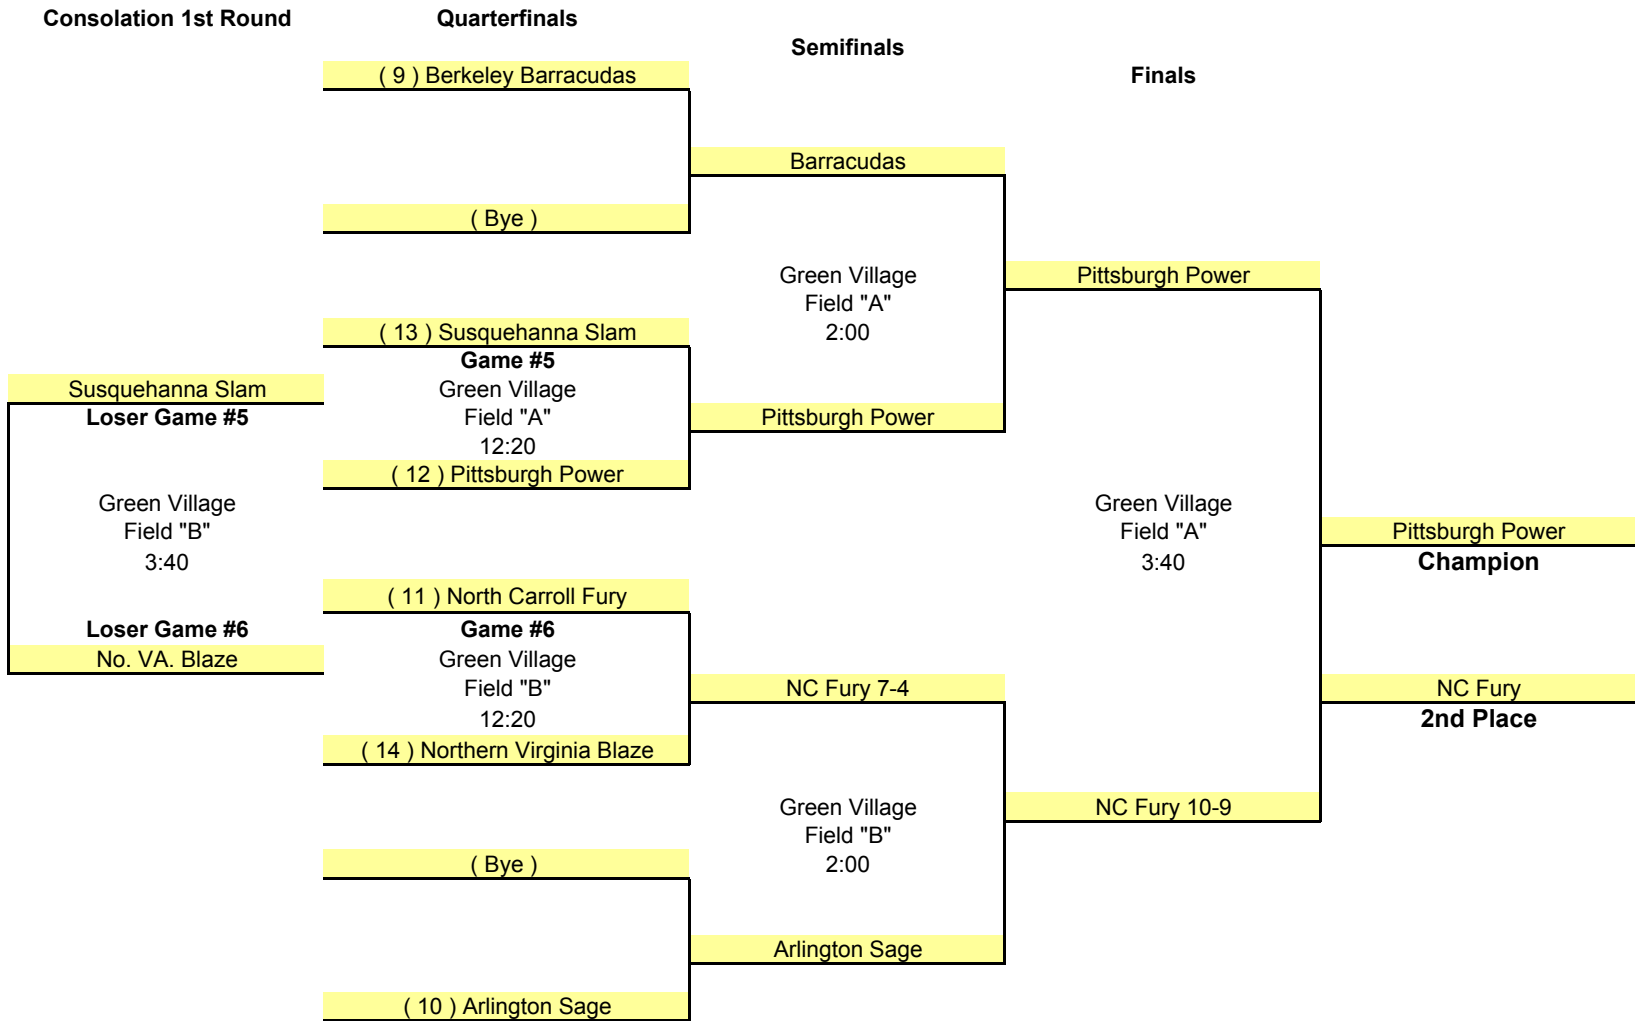 Consolation 1st Round
Quarterfinals
Semifinals
Finals
( 9 ) Berkeley Barracudas
Barracudas
( Bye )
Green Village
Field "A"
2:00
Pittsburgh Power
( 13 ) Susquehanna Slam
Game #5
Green Village
Field "A"
12:20
( 12 ) Pittsburgh Power
Susquehanna Slam
Loser Game #5
Pittsburgh Power
Green Village
Field "B"
3:40
Green Village
Field "A"
3:40
Pittsburgh Power
Champion
( 11 ) North Carroll Fury
Game #6
Green Village
Field "B"
12:20
( 14 ) Northern Virginia Blaze
Loser Game #6
No. VA. Blaze
NC Fury 7-4
NC Fury
2nd Place
Green Village
Field "B"
2:00
NC Fury 10-9
( Bye )
Arlington Sage
( 10 ) Arlington Sage